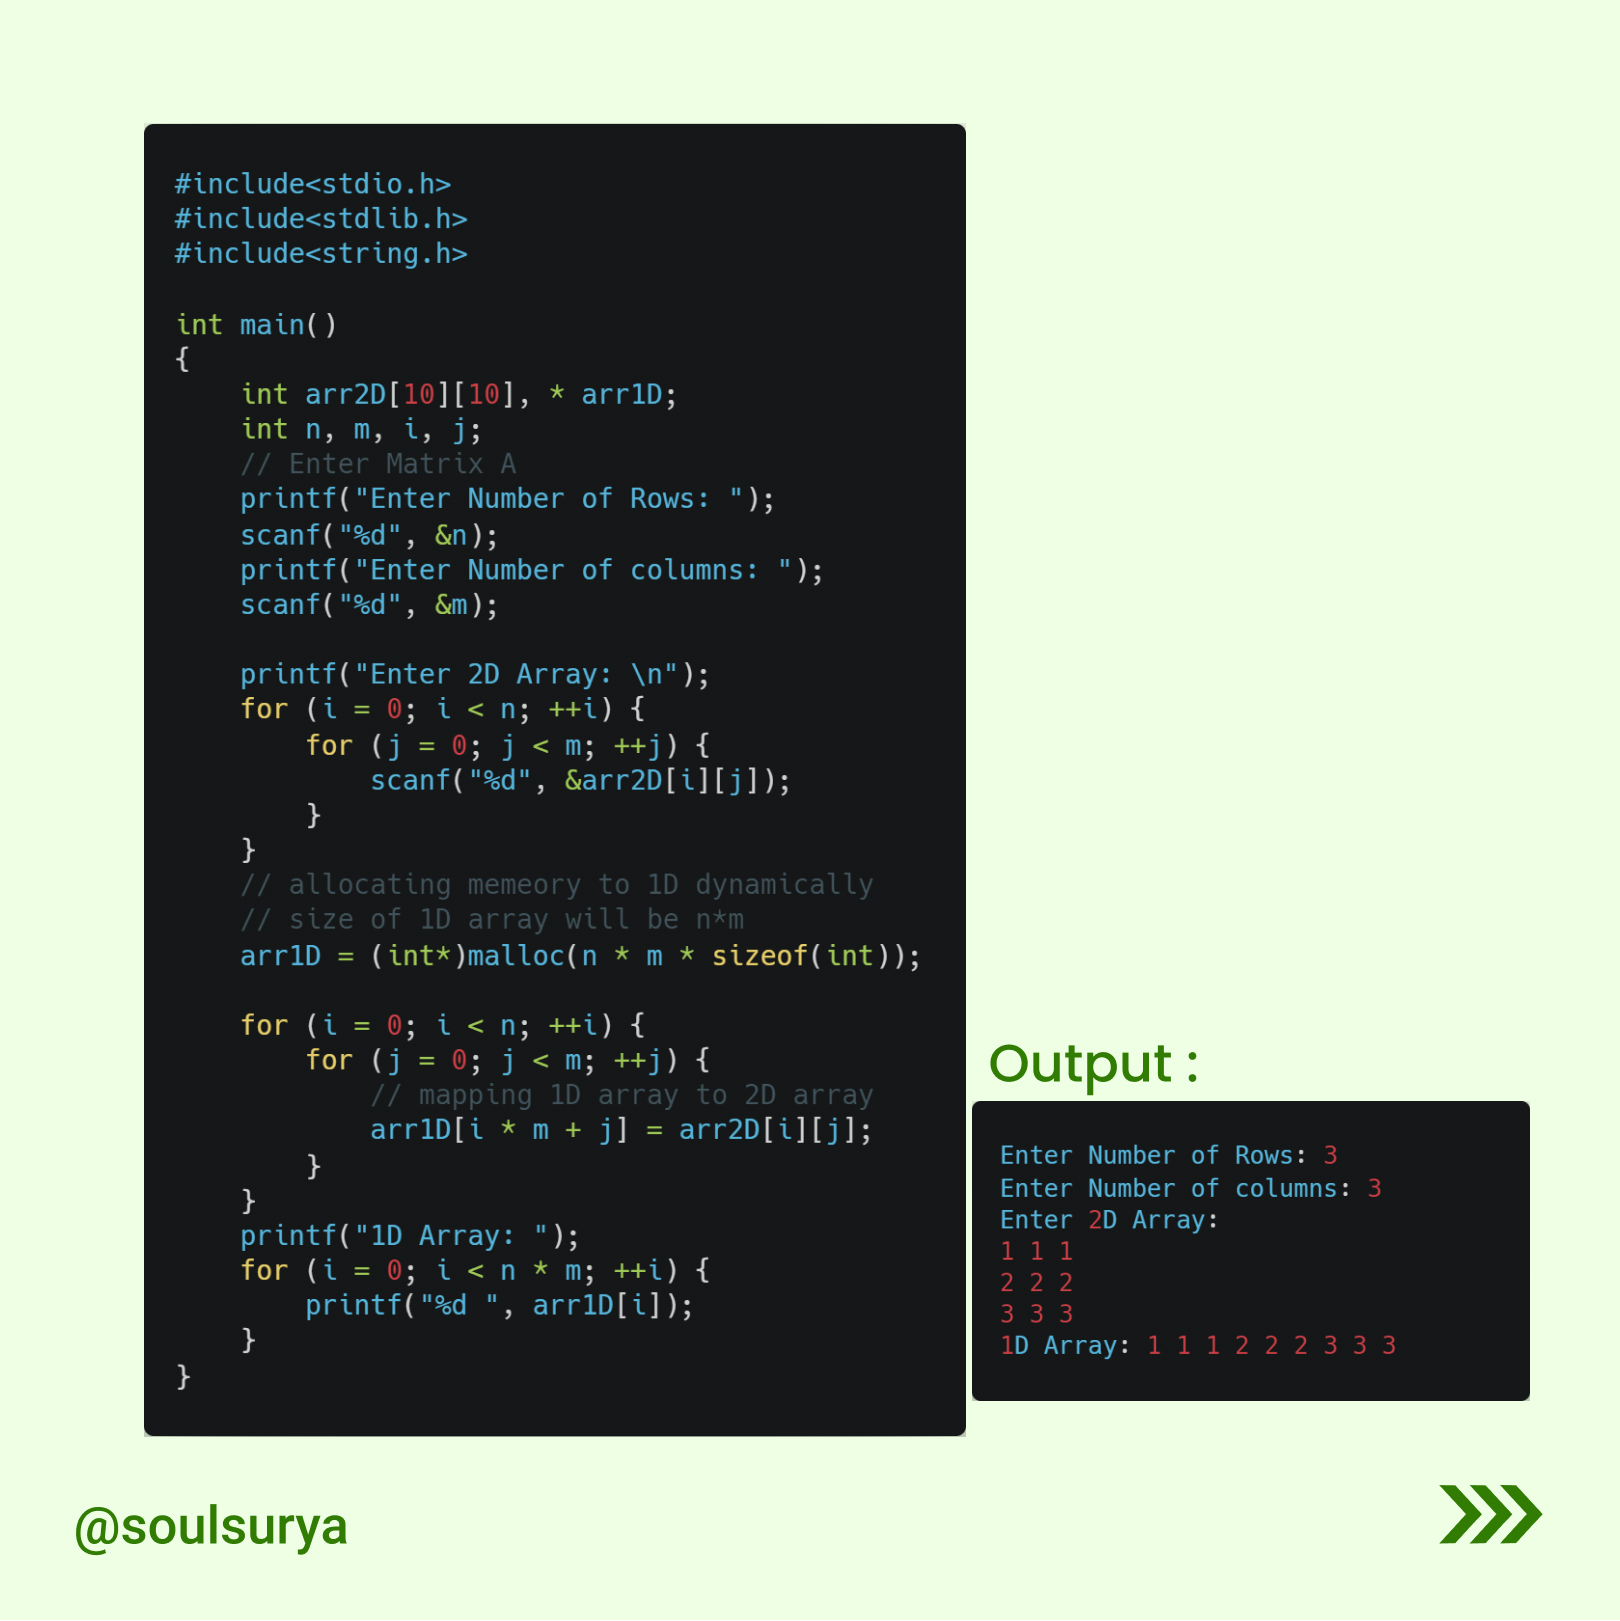 #include<stdio.h>
#include<stdlib.h>
#include<string.h>
int main()
{
    int arr2D[10][10], * arr1D;
    int n, m, i, j;
    // Enter Matrix A
    printf("Enter Number of Rows: ");
    scanf("%d", &n);
    printf("Enter Number of columns: ");
    scanf("%d", &m);
    printf("Enter 2D Array: \n");
    for (i = 0; i < n; ++i) {
        for (j = 0; j < m; ++j) {
            scanf("%d", &arr2D[i][j]);
        }
    }
    // allocating memeory to 1D dynamically
    // size of 1D array will be n*m
    arr1D = (int*)malloc(n * m * sizeof(int));
    for (i = 0; i < n; ++i) {
        for (j = 0; j < m; ++j) {
            // mapping 1D array to 2D array
            arr1D[i * m + j] = arr2D[i][j];
        }
    }
    printf("1D Array: ");
    for (i = 0; i < n * m; ++i) {
        printf("%d ", arr1D[i]);
    }
}
Output :
Enter Number of Rows: 3
Enter Number of columns: 3
Enter 2D Array:
1 1 1
2 2 2
3 3 3
1D Array: 1 1 1 2 2 2 3 3 3
@soulsurya